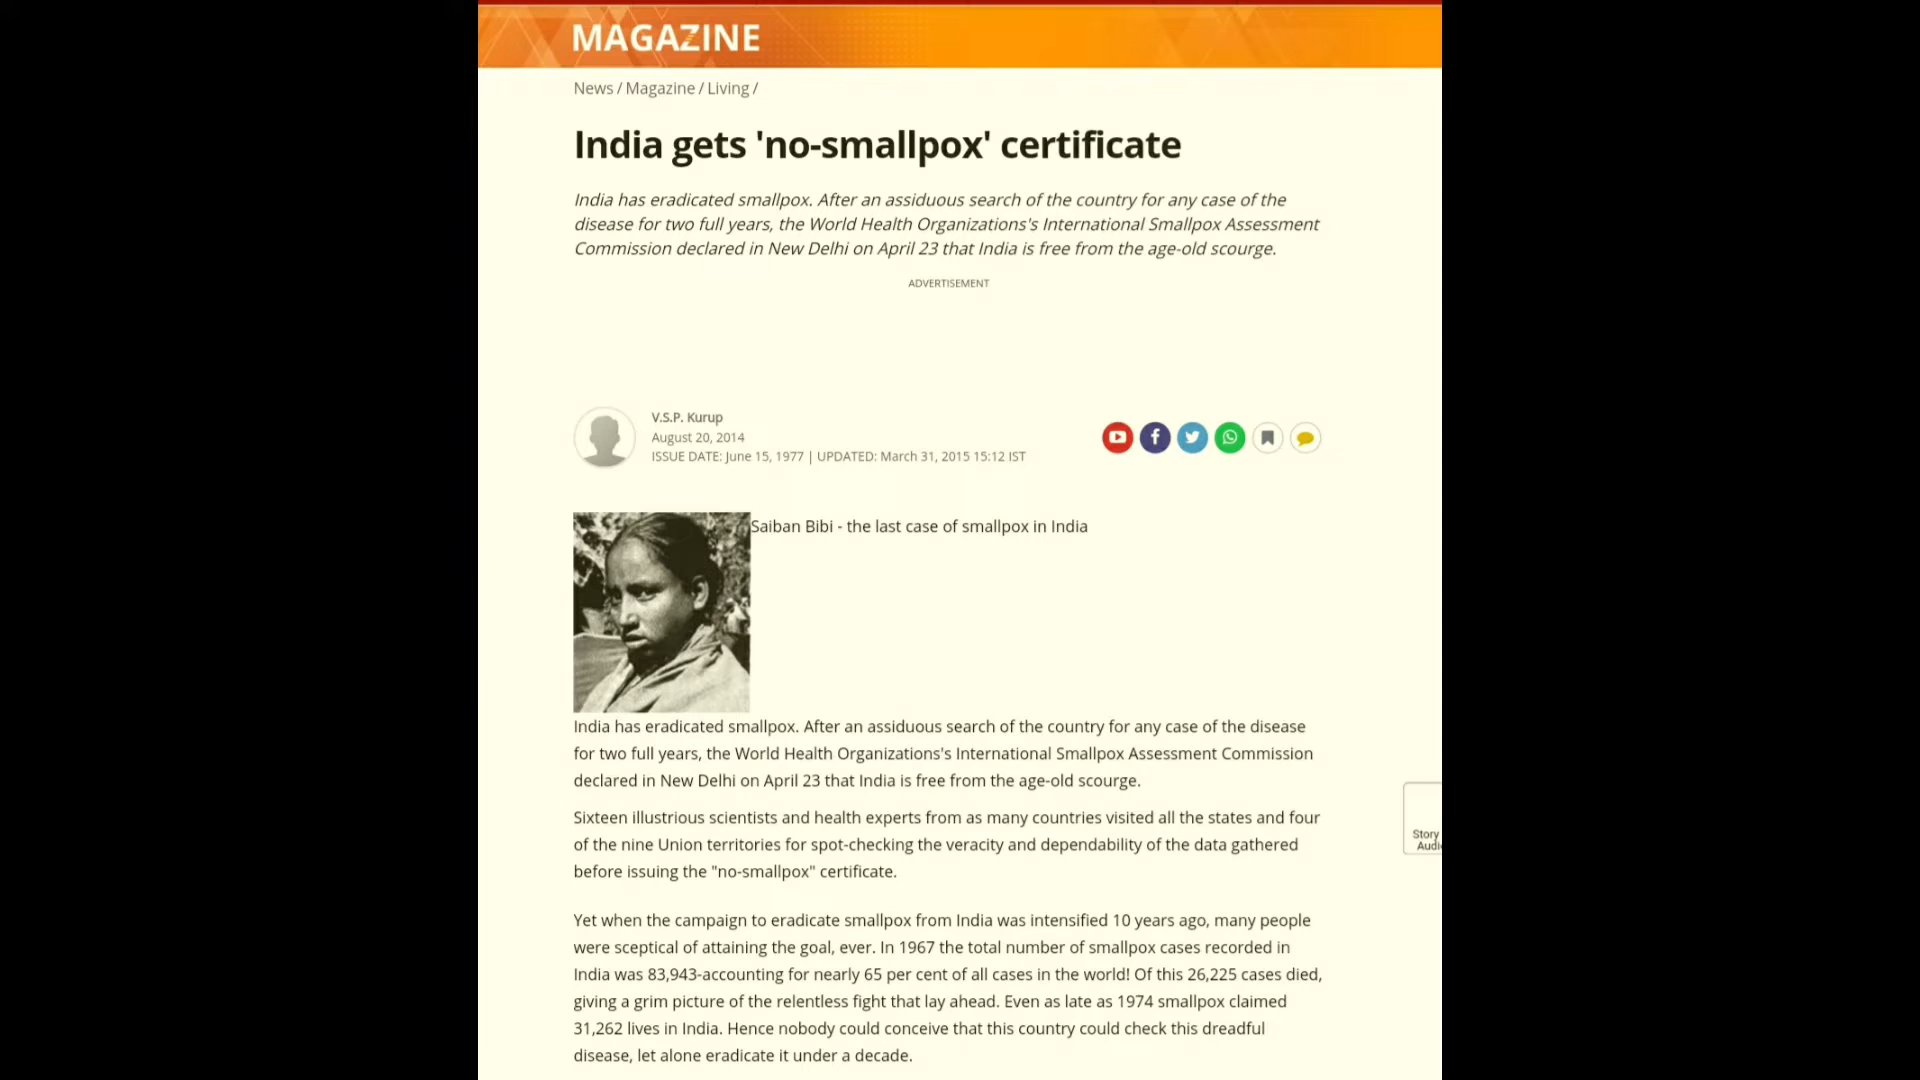 MAGAZINE
News / Magazine / Living /
India gets 'no-smallpox' certificate
India has eradicated smallpox. After an assiduous search of the country for any case of the
disease for two full years, the World Health Organizations's International Smallpox Assessment
Commission declared in New Delhi on April 23 that India is free from the age-old scourge.
ADVERTISEMENT
V.S.P. Kurup
August 20, 2014
ISSUE DATE: June 15, 1977 | UPDATED: March 31, 2015 15:12 IST
Saiban Bibi - the last case of smallpox in India
India has eradicated smallpox. After an assiduous search of the country for any case of the disease
for two full years, the World Health Organizations's International Smallpox Assessment Commission
declared in New Delhi on April 23 that India is free from the age-old scourge.
Sixteen illustrious scientists and health experts from as many countries visited all the states and four
of the nine Union territories for spot-checking the veracity and dependability of the data gathered
before issuing the "no-smallpox" certificate.
Story
Audi
Yet when the campaign to eradicate smallpox from India was intensified 10 years ago, many people
were sceptical of attaining the goal, ever. In 1967 the total number of smallpox cases recorded in
India was 83,943-accounting for nearly 65 per cent of all cases in the world! Of this 26,225 cases died,
giving a grim picture of the relentless fight that lay ahead. Even as late as 1974 smallpox claimed
31,262 lives in India. Hence nobody could conceive that this country could check this dreadful
disease, let alone eradicate it under a decade.